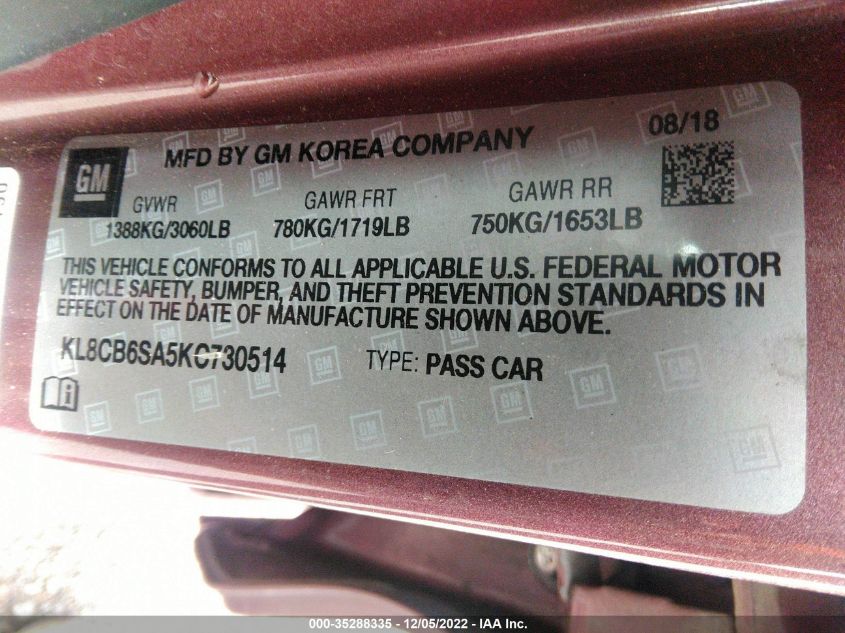 GM
MFD BY GM KOREA COMPANY
08/18
GVWR
GAWR FRT
GAWR RR
1388KG/3060LB
780KG/1719LB
750KG/1653LB
THIS VEHICLE CONFORMS TO ALL APPLICABLE U.S. FEDERAL MOTOR
VEHICLE SAFETY, BUMPER, AND THEFT PREVENTION STANDARDS IN
EFFECT ON THE DATE OF MANUFACTURE SHOWN ABOVE.
KL8CB6SA5KC730514
TYPE: PASS CAR
000-35288335 - 12/05/2022 - IAA Inc.